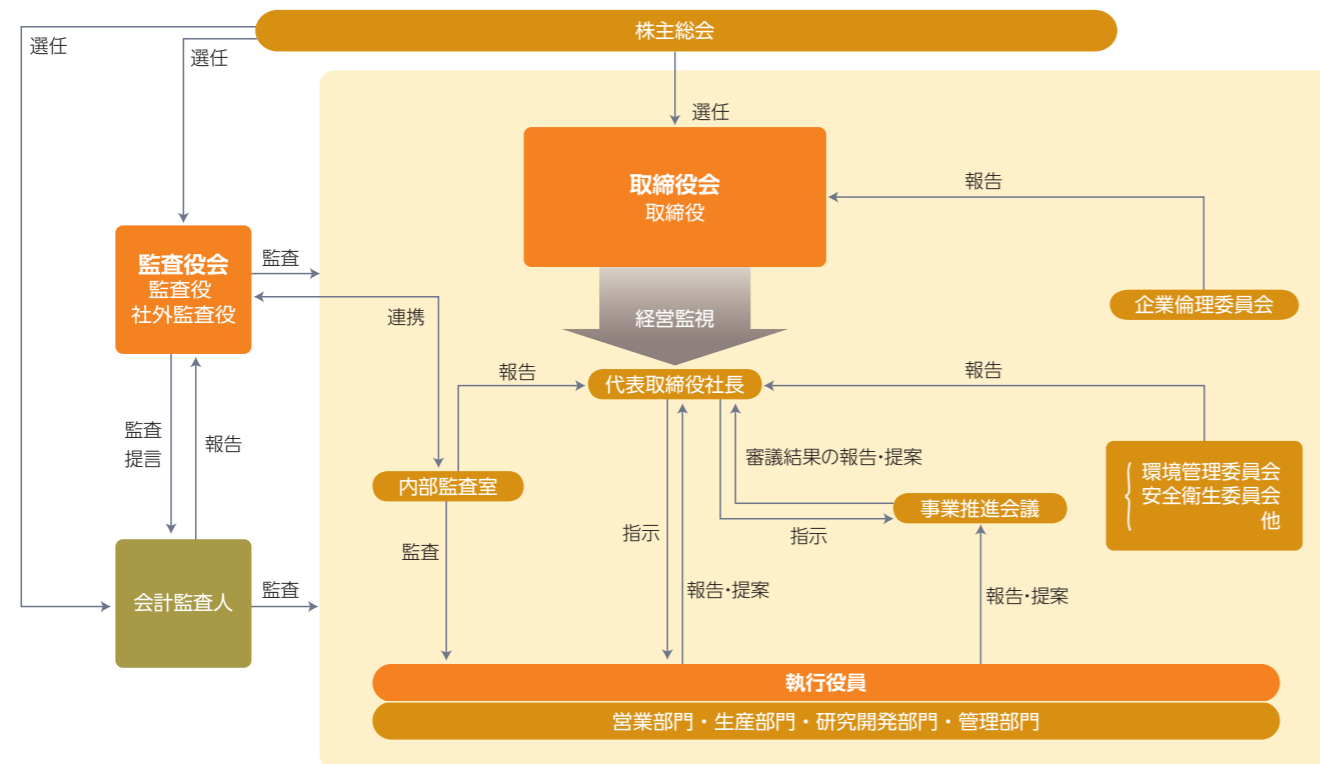 株主総会
選任
選任
選任
取締役会
取締役
報告
監査役会
監査役
社外監査役
監査
連携
経営監視
企業倫理委員会
報告
代表取締役社長
報告
監査
提言
報告
審議結果の報告・提案
環境管理委員会
安全衛生委員会
他
内部監査室
事業推進会議
指示
指示
監査
会計監査人
監査
報告・提案
報告・提案
執行役員
営業部門・生産部門・研究開発部門・管理部門